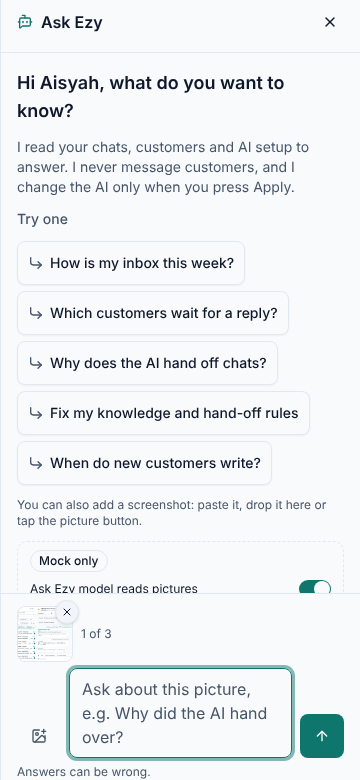 Ask Ezy
Hi Aisyah, what do you want to
know?
I read your chats, customers and AI setup to
answer. I never message customers, and I
change the AI only when you press Apply.
Try one
How is my inbox this week?
Which customers wait for a reply?
Why does the AI hand off chats?
Fix my knowledge and hand-off rules
When do new customers write?
You can also add a screenshot: paste it, drop it here or
tap the picture button.
Mock only
Ask Ezy model reads pictures
1 of 3
Ask about this picture,
e.g. Why did the AI hand
over?
Answers can be wrong.